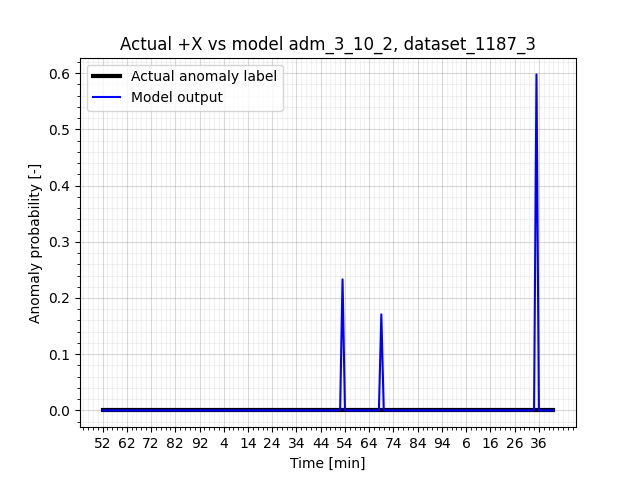 Actual +X vs model adm_3_10_2, dataset_1187_3
Actual anomaly label
Model output
Anomaly probability [-]
0.6
0.5
0.4
0.3
0.2
0.1
0.0
52 62 72 82 92 4 14 24 34 44 54 64 74 84 94 6 16 26 36
Time [min]